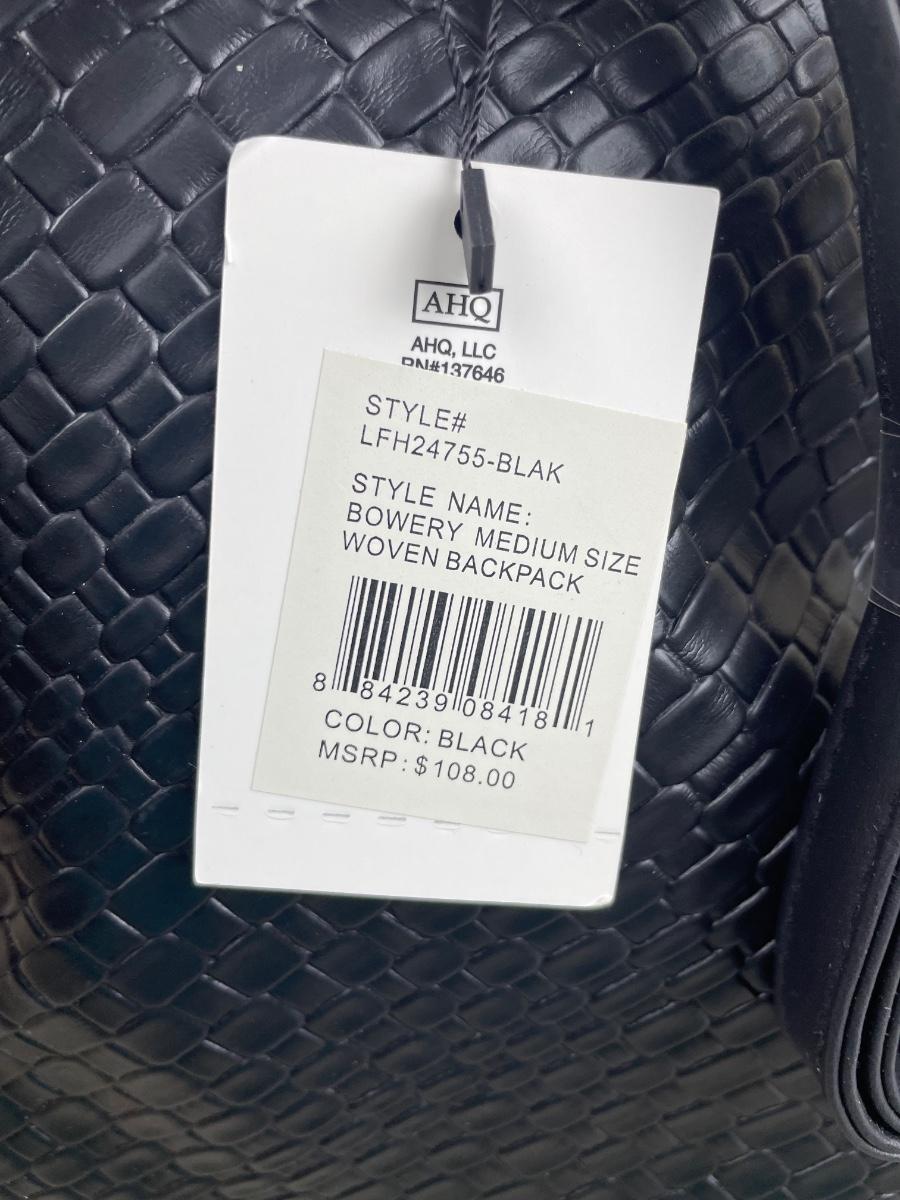 AHQ
AHQ, LLC
RN#137646
STYLE#
LFH24755-BLAK
STYLE NAME:
BOWERY MEDIUM SIZE
WOVEN BACKPACK
8 84239 08418 1
COLOR: BLACK
MSRP: $108.00